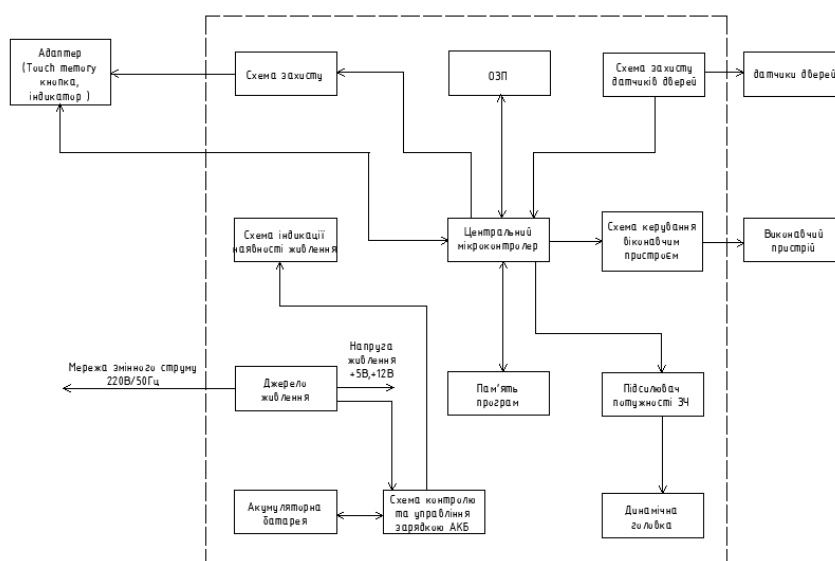 Адаптер
(Touch memory
кнопка,
індикатор )
Схема захисту
ОЗП
Схема захисту
датчиків дверей
датчики дверей
Схема індикації
наявності живлення
Центральний
мікроконтролер
Схема керування
віконавчим
пристроєм
Виконавчий
пристрій
Мережа змінного струму
220В/50Гц
Джерело
живлення
Напруга
живлення
+5В,+12В
Пам'ять
програм
Підсилювач
потужності ЗЧ
Акумуляторна
батарея
Схема контролю
та управління
зарядкою АКБ
Динамічна
головка